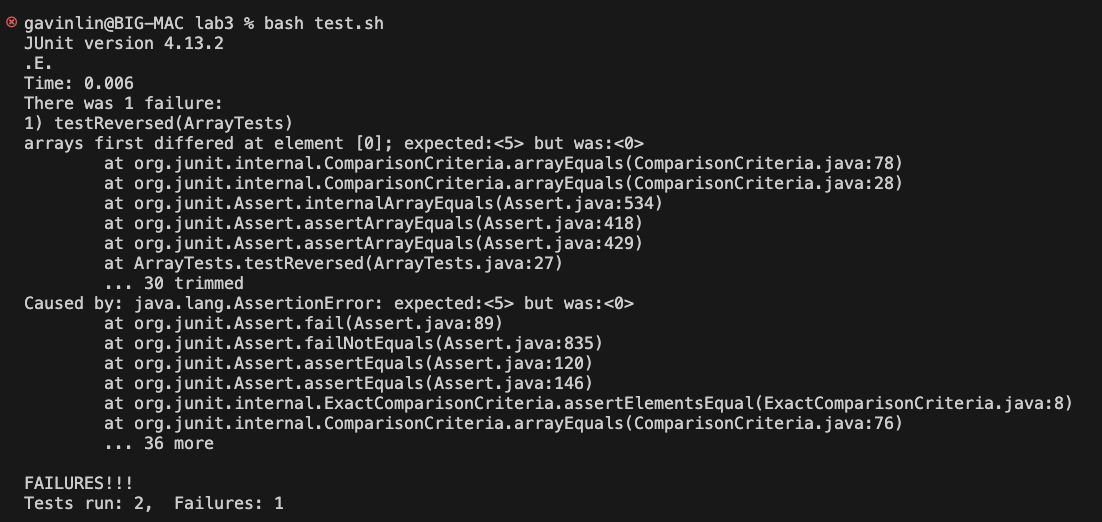 gavinlin@BIG-MAC lab3 % bash test.sh
JUnit version 4.13.2
.E.
Time: 0.006
There was 1 failure:
1) testReversed(ArrayTests)
arrays first differed at element [0]; expected:<5> but was:<0>
        at org.junit.internal.ComparisonCriteria.arrayEquals(ComparisonCriteria.java:78)
        at org.junit.internal.ComparisonCriteria.arrayEquals(ComparisonCriteria.java:28)
        at org.junit.Assert.internalArrayEquals(Assert.java:534)
        at org.junit.Assert.assertArrayEquals(Assert.java:418)
        at org.junit.Assert.assertArrayEquals(Assert.java:429)
        at ArrayTests.testReversed(ArrayTests.java:27)
        ... 30 trimmed
Caused by: java.lang.AssertionError: expected:<5> but was:<0>
        at org.junit.Assert.fail(Assert.java:89)
        at org.junit.Assert.failNotEquals(Assert.java:835)
        at org.junit.Assert.assertEquals(Assert.java:120)
        at org.junit.Assert.assertEquals(Assert.java:146)
        at org.junit.internal.ExactComparisonCriteria.assertElementsEqual(ExactComparisonCriteria.java:8)
        at org.junit.internal.ComparisonCriteria.arrayEquals(ComparisonCriteria.java:76)
        ... 36 more

FAILURES!!!
Tests run: 2,  Failures: 1